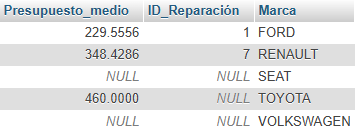 Presupuesto_medio ID_Reparación Marca
229.5556 1 FORD
348.4286 7 RENAULT
NULL NULL SEAT
460.0000 NULL TOYOTA
NULL NULL VOLKSWAGEN